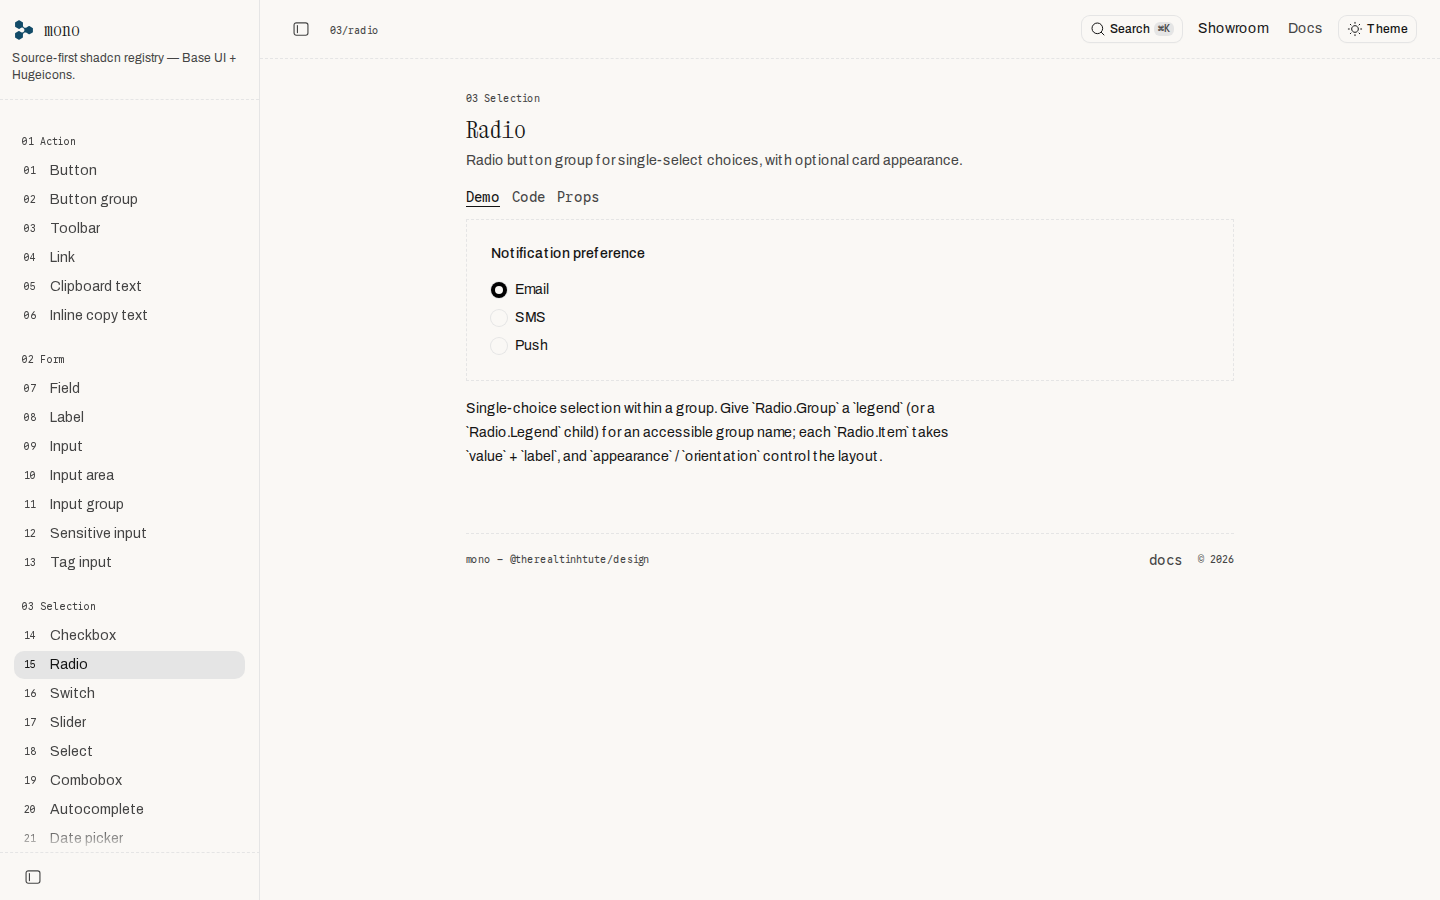 mono
Source-first shadcn registry — Base UI +
Hugeicons.
01 Action
01 Button
02 Button group
03 Toolbar
04 Link
05 Clipboard text
06 Inline copy text
02 Form
07 Field
08 Label
09 Input
10 Input area
11 Input group
12 Sensitive input
13 Tag input
03 Selection
14 Checkbox
15 Radio
16 Switch
17 Slider
18 Select
19 Combobox
20 Autocomplete
21 Date picker
03/radio
Search ⌘K
Showroom
Docs
Theme
03 Selection
Radio
Radio button group for single-select choices, with optional card appearance.
Demo Code Props
Notification preference
Email
SMS
Push
Single-choice selection within a group. Give `Radio.Group` a `legend` (or a
`Radio.Legend` child) for an accessible group name; each `Radio.Item` takes
`value` + `label`, and `appearance` / `orientation` control the layout.
mono — @therealtinhtute/design
docs © 2026